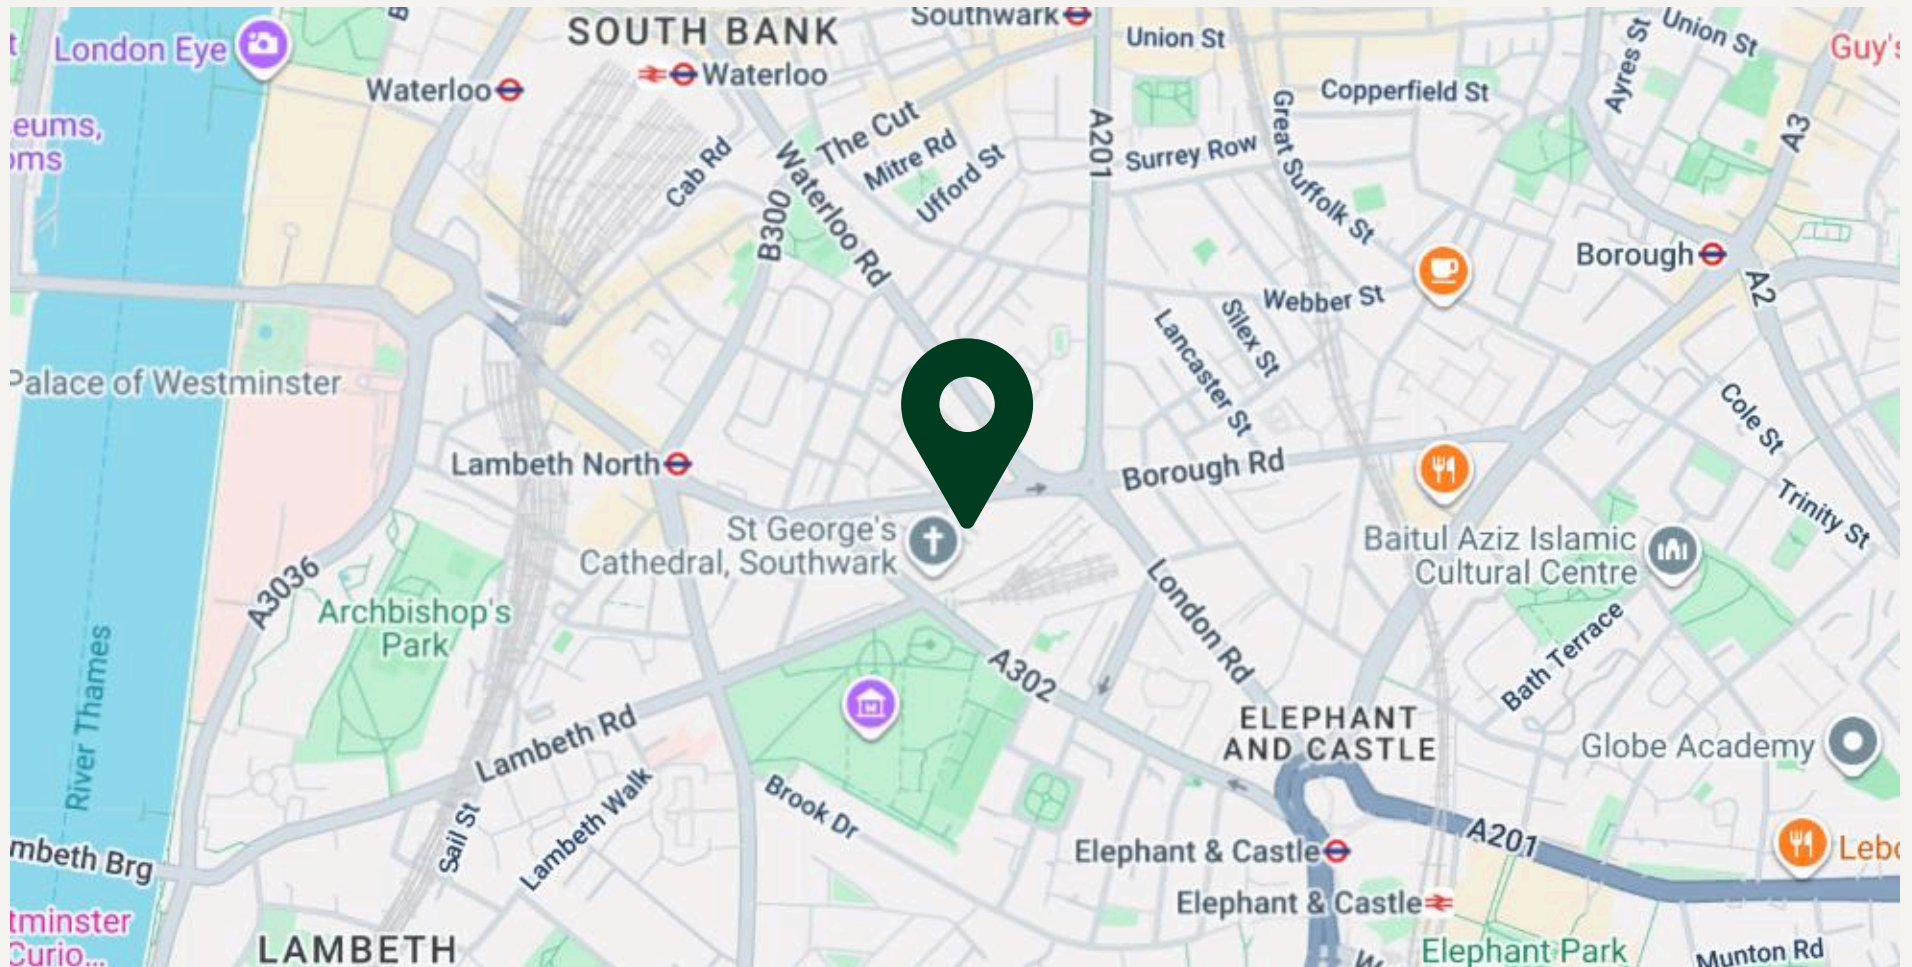 SOUTH BANK
Southwark
London Eye
Waterloo
Waterloo
Union St
Union St
Ayres St
Guy's
Copperfield St
A3
A201
Great Suffolk St
The Cut
Mitre Rd
Ufford St
Surrey Row
Cab Rd
Waterloo Rd
B300
eums,
oms
Borough
A2
Webber St
Silex St
Lancaster St
Palace of Westminster
Cole St
Lambeth North
Borough Rd
Trinity St
St George's
Cathedral, Southwark
Baitul Aziz Islamic
Cultural Centre
A3036
Archbishop's
Park
London Rd
Bath Terrace
River Thames
A302
ELEPHANT
AND CASTLE
Globe Academy
Lambeth Rd
Sail St
Lambeth Walk
Brook Dr
A201
Elephant & Castle
Lebo
mbeth Brg
Elephant & Castle
tminster
Curio...
LAMBETH
Elephant Park
Munton Rd